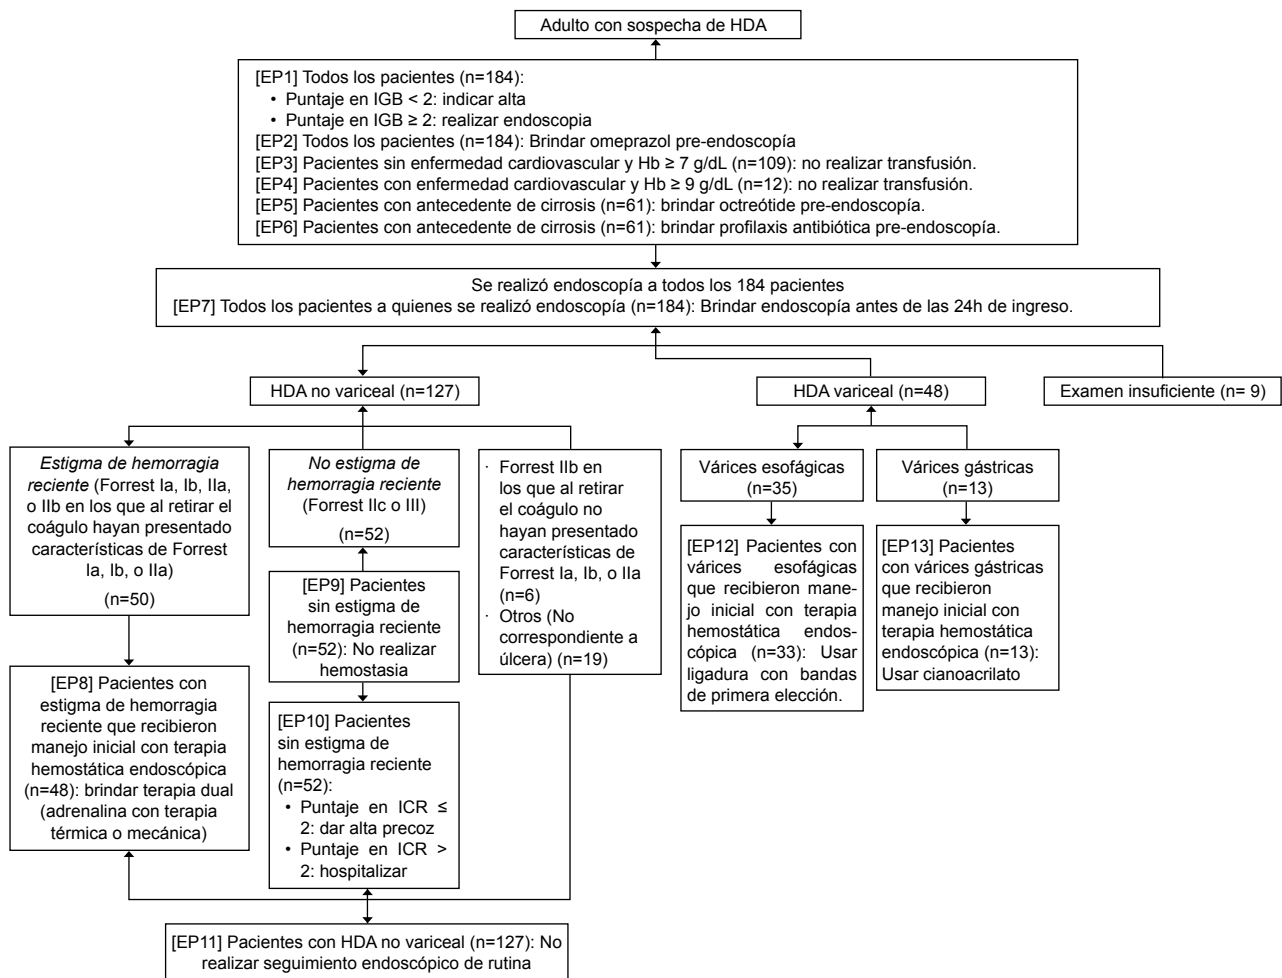 Adulto con sospecha de HDA
[EP1] Todos los pacientes (n=184):
• Puntaje en IGB < 2: indicar alta
• Puntaje en IGB ≥ 2: realizar endoscopia
[EP2] Todos los pacientes (n=184): Brindar omeprazol pre-endoscopía
[EP3] Pacientes sin enfermedad cardiovascular y Hb ≥ 7 g/dL (n=109): no realizar transfusión.
[EP4] Pacientes con enfermedad cardiovascular y Hb ≥ 9 g/dL (n=12): no realizar transfusión.
[EP5] Pacientes con antecedente de cirrosis (n=61): brindar octreótide pre-endoscopía.
[EP6] Pacientes con antecedente de cirrosis (n=61): brindar profilaxis antibiótica pre-endoscopía.
Se realizó endoscopía a todos los 184 pacientes
[EP7] Todos los pacientes a quienes se realizó endoscopía (n=184): Brindar endoscopía antes de las 24h de ingreso.
HDA no variceal (n=127)
HDA variceal (n=48)
Examen insuficiente (n= 9)
Estigma de hemorragia
reciente (Forrest Ia, Ib, IIa,
o IIb en los que al retirar el
coágulo hayan presentado
características de Forrest
Ia, Ib, o IIa)
(n=50)
No estigma de
hemorragia reciente
(Forrest IIc o III)
(n=52)
· Forrest IIb en
los que al retirar
el coágulo no
hayan presentado
características de
Forrest Ia, Ib, o IIa
(n=6)
· Otros (No
correspondiente a
úlcera) (n=19)
Várices esofágicas
(n=35)
Várices gástricas
(n=13)
[EP12] Pacientes con
várices esofágicas
que recibieron mane-
jo inicial con terapia
hemostática endos-
cópica (n=33): Usar
ligadura con bandas
de primera elección.
[EP13] Pacientes
con várices gástricas
que recibieron
manejo inicial con
terapia hemostática
endoscópica (n=13):
Usar cianoacrilato
[EP9] Pacientes
sin estigma de
hemorragia reciente
(n=52): No realizar
hemostasia
[EP8] Pacientes con
estigma de hemorragia
reciente que recibieron
manejo inicial con terapia
hemostática endoscópica
(n=48): brindar terapia dual
(adrenalina con terapia
térmica o mecánica)
[EP10] Pacientes
sin estigma de
hemorragia reciente
(n=52):
• Puntaje en ICR ≤
2: dar alta precoz
• Puntaje en ICR >
2: hospitalizar
[EP11] Pacientes con HDA no variceal (n=127): No
realizar seguimiento endoscópico de rutina